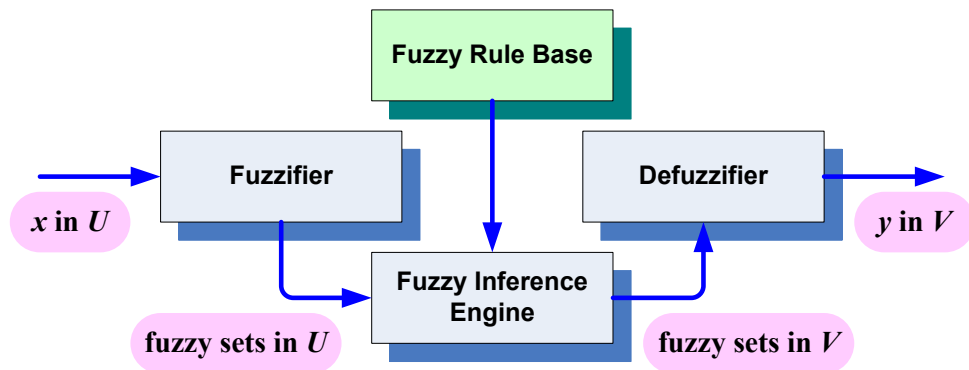 Fuzzy Rule Base
Fuzzifier
Defuzzifier
x in U
y in V
Fuzzy Inference
Engine
fuzzy sets in U
fuzzy sets in V